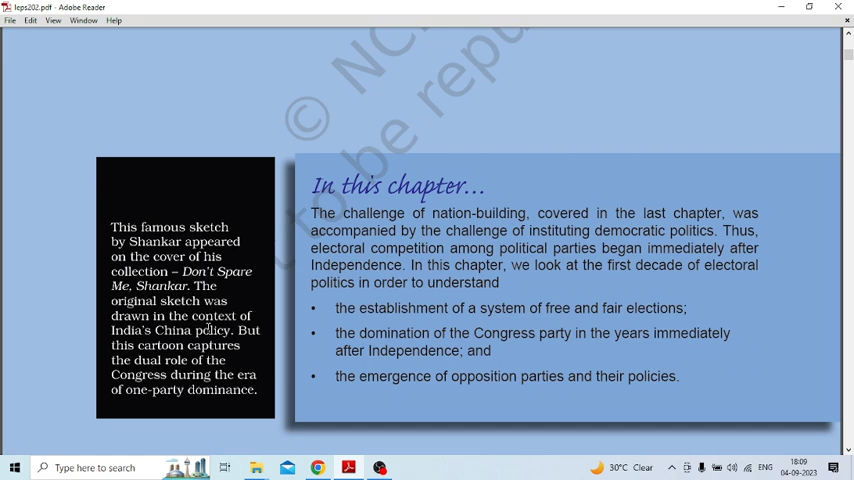 leps202.pdf - Adobe Reader
File Edit View Window Help
© NC
t to be repu
This famous sketch
by Shankar appeared
on the cover of his
collection – Don't Spare
Me, Shankar. The
original sketch was
drawn in the context of
India's China policy. But
this cartoon captures
the dual role of the
Congress during the era
of one-party dominance.
In this chapter...
The challenge of nation-building, covered in the last chapter, was
accompanied by the challenge of instituting democratic politics. Thus,
electoral competition among political parties began immediately after
Independence. In this chapter, we look at the first decade of electoral
politics in order to understand
• the establishment of a system of free and fair elections;
• the domination of the Congress party in the years immediately
after Independence; and
• the emergence of opposition parties and their policies.
Type here to search
30°C Clear
ENG
18:09
04-09-2023